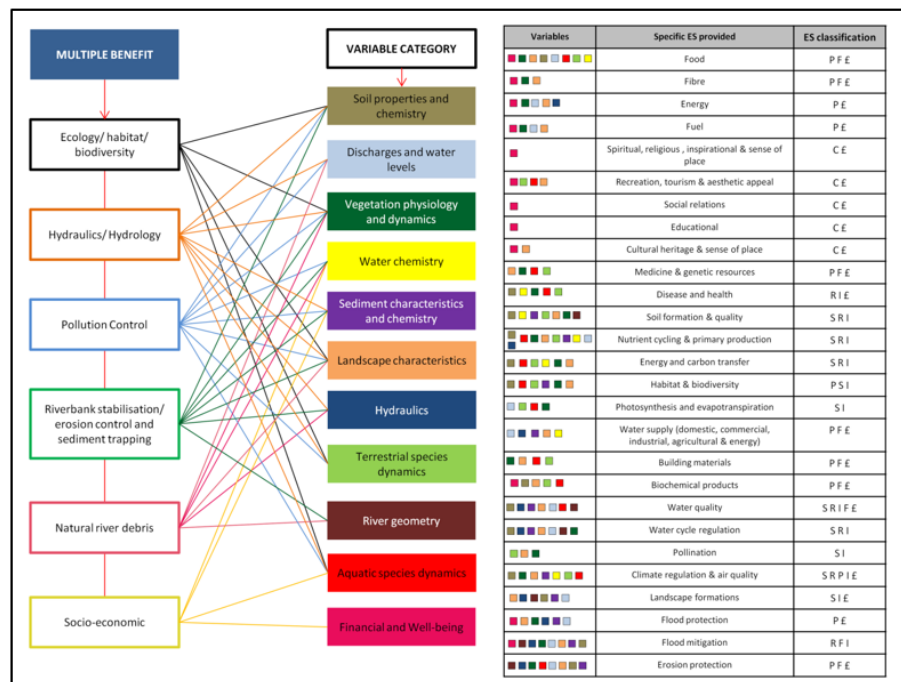 MULTIPLE BENEFIT
Ecology/ habitat/
biodiversity
Hydraulics/ Hydrology
Pollution Control
Riverbank stabilisation/
erosion control and
sediment trapping
Natural river debris
Socio-economic
VARIABLE CATEGORY
Soil properties and
chemistry
Discharges and water
levels
Vegetation physiology
and dynamics
Water chemistry
Sediment characteristics
and chemistry
Landscape characteristics
Hydraulics
Terrestrial species
dynamics
River geometry
Aquatic species dynamics
Financial and Well-being
Variables Specific ES provided ES classification
Food P F £
Fibre P F £
Energy P £
Fuel P £
Spiritual, religious , inspirational & sense of
place C £
Recreation, tourism & aesthetic appeal C £
Social relations C £
Educational C £
Cultural heritage & sense of place C £
Medicine & genetic resources P F £
Disease and health R I £
Soil formation & quality S R I
Nutrient cycling & primary production S R I
Energy and carbon transfer S R I
Habitat & biodiversity P S I
Photosynthesis and evapotranspiration S I
Water supply (domestic, commercial,
industrial, agricultural & energy) P F £
Building materials P F £
Biochemical products P F £
Water quality S R I F £
Water cycle regulation S R I
Pollination S I
Climate regulation & air quality S R P I £
Landscape formations S I £
Flood protection P £
Flood mitigation R F I
Erosion protection P F £